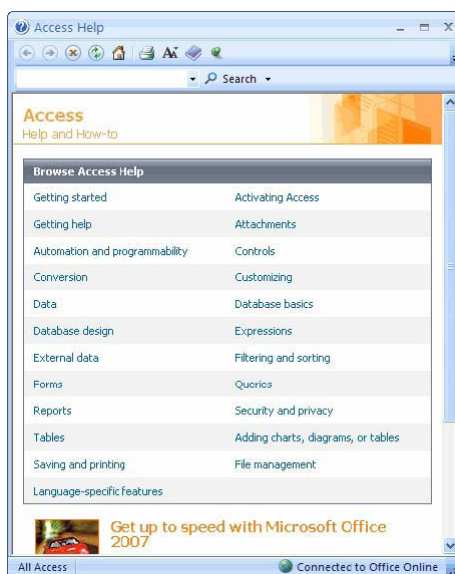 Access Help
Search
Access
Help and How-to
Browse Access Help
Getting started Activating Access
Getting help Attachments
Automation and programmability Controls
Conversion Customizing
Data Database basics
Database design Expressions
External data Filtering and sorting
Forms Queries
Reports Security and privacy
Tables Adding charts, diagrams, or tables
Saving and printing File management
Language-specific features
Get up to speed with Microsoft Office
2007
All Access Connected to Office Online